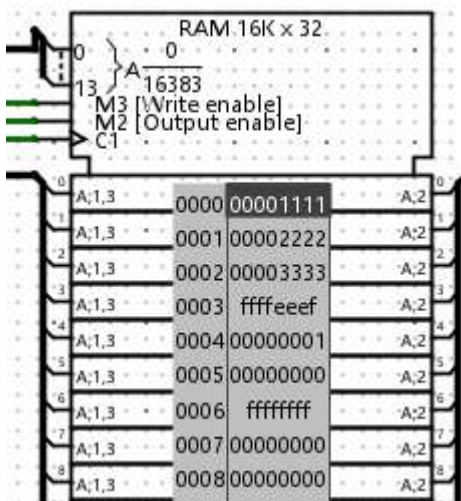 RAM 16K x 32
0
0
A
13
16383
M3 [Write enable]
M2 [Output enable]
C1
0 0
A;1,3 0000 00001111 A;2
1 1
A;1,3 0001 00002222 A;2
2 2
A;1,3 0002 00003333 A;2
3 3
A;1,3 0003 ffffeeef A;2
4 4
A;1,3 0004 00000001 A;2
5 5
A;1,3 0005 00000000 A;2
6 6
A;1,3 0006 ffffffff A;2
7 7
A;1,3 0007 00000000 A;2
8 8
A;1,3 0008 00000000 A;2